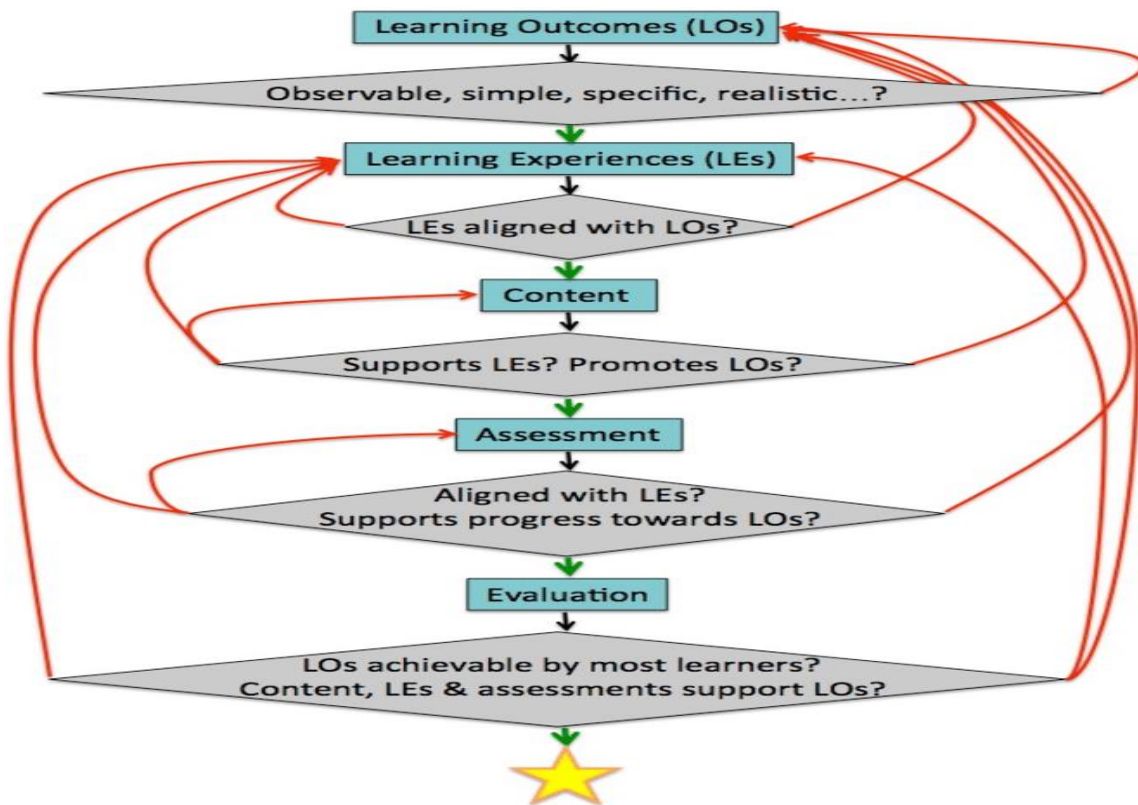 Learning Outcomes (LOs)
Observable, simple, specific, realistic...?
Learning Experiences (LEs)
LEs aligned with LOs?
Content
Supports LEs? Promotes LOs?
Assessment
Aligned with LEs?
Supports progress towards LOs?
Evaluation
LOs achievable by most learners?
Content, LEs & assessments support LOs?